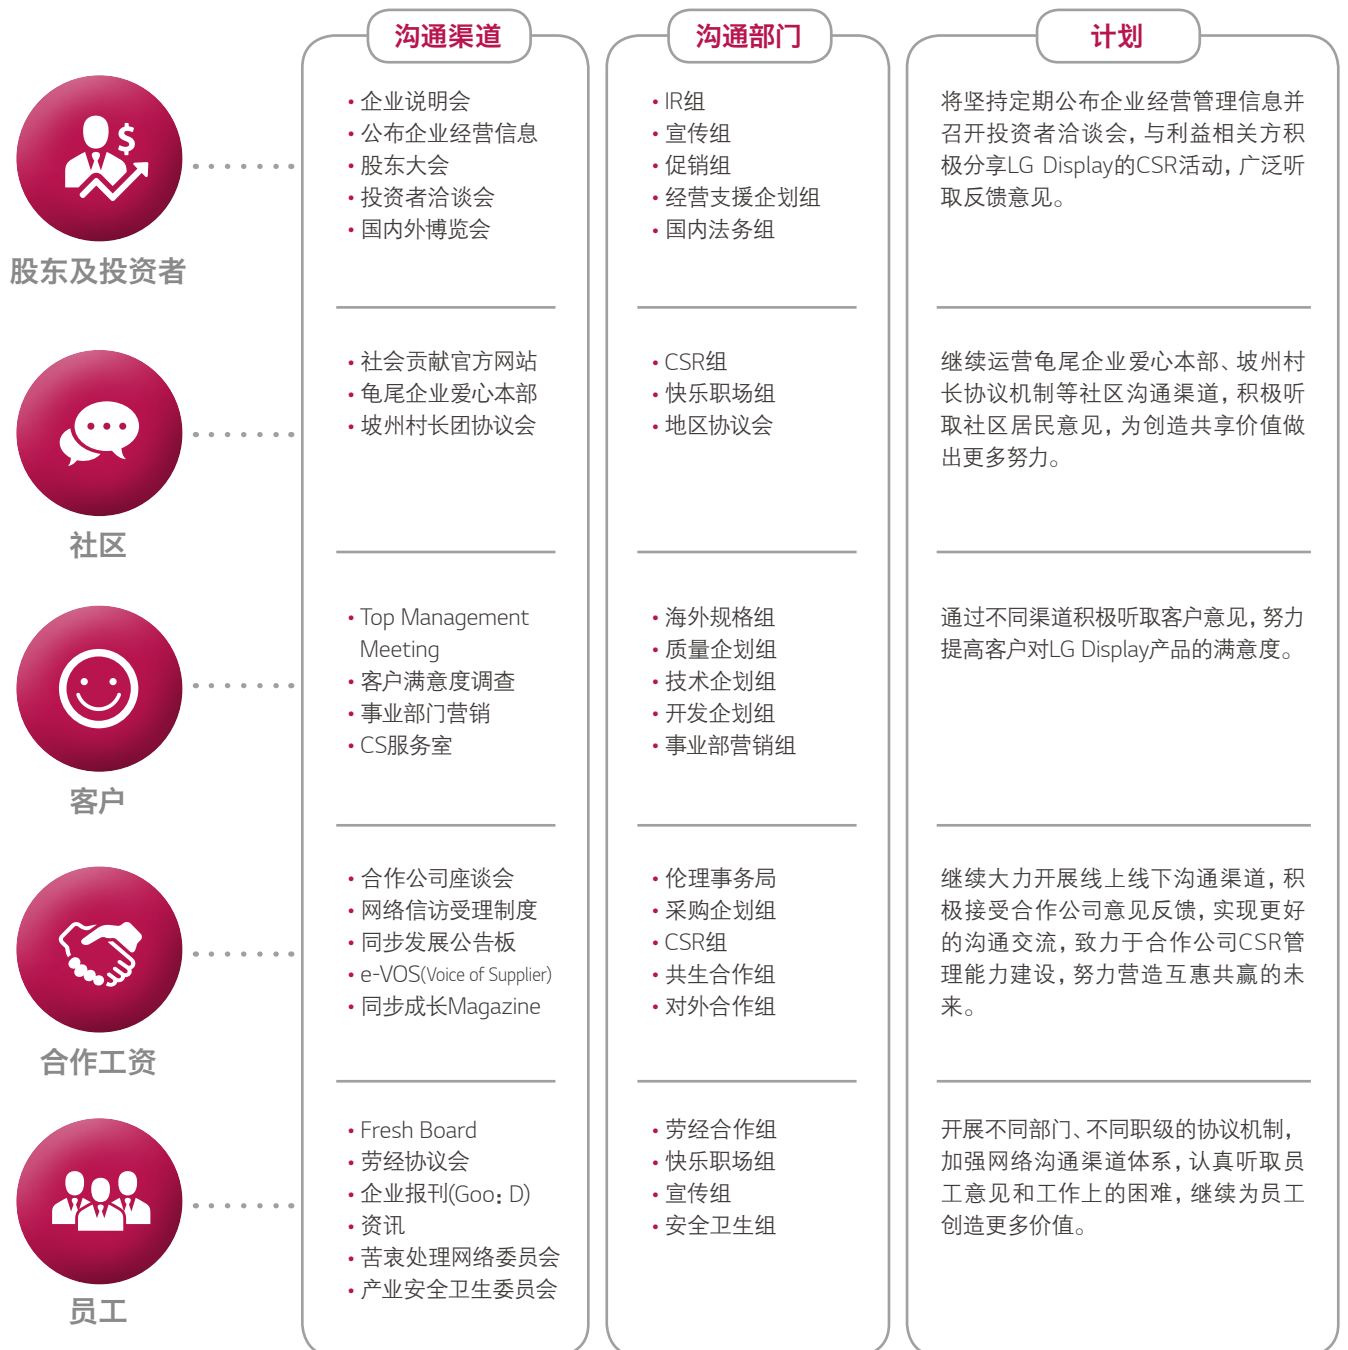 沟通渠道
沟通部门
计划
股东及投资者
• 企业说明会
• 公布企业经营信息
• 股东大会
• 投资者洽谈会
• 国内外博览会
• IR组
• 宣传组
• 促销组
• 经营支援企划组
• 国内法务组
将坚持定期公布企业经营管理信息并
召开投资者洽谈会，与利益相关方积
极分享LG Display的CSR活动，广泛听
取反馈意见。
社区
• 社会贡献官方网站
• 龟尾企业爱心本部
• 坡州村长团协议会
• CSR组
• 快乐职场组
• 地区协议会
继续运营龟尾企业爱心本部、坡州村
长协议机制等社区沟通渠道，积极听
取社区居民意见，为创造共享价值做
出更多努力。
客户
• Top Management
Meeting
• 客户满意度调查
• 事业部门营销
• CS服务室
• 海外规格组
• 质量企划组
• 技术企划组
• 开发企划组
• 事业部营销组
通过不同渠道积极听取客户意见，努力
提高客户对LG Display产品的满意度。
合作工资
• 合作公司座谈会
• 网络信访受理制度
• 同步发展公告板
• e-VOS(Voice of Supplier)
• 同步成长Magazine
• 伦理事务局
• 采购企划组
• CSR组
• 共生合作组
• 对外合作组
继续大力开展线上线下沟通渠道，积
极接受合作公司意见反馈，实现更好
的沟通交流，致力于合作公司CSR管
理能力建设，努力营造互惠共赢的未
来。
员工
• Fresh Board
• 劳经协议会
• 企业报刊(Goo：D)
• 资讯
• 苦衷处理网络委员会
• 产业安全卫生委员会
• 劳经合作组
• 快乐职场组
• 宣传组
• 安全卫生组
开展不同部门、不同职级的协议机制，
加强网络沟通渠道体系，认真听取员
工意见和工作上的困难，继续为员工
创造更多价值。